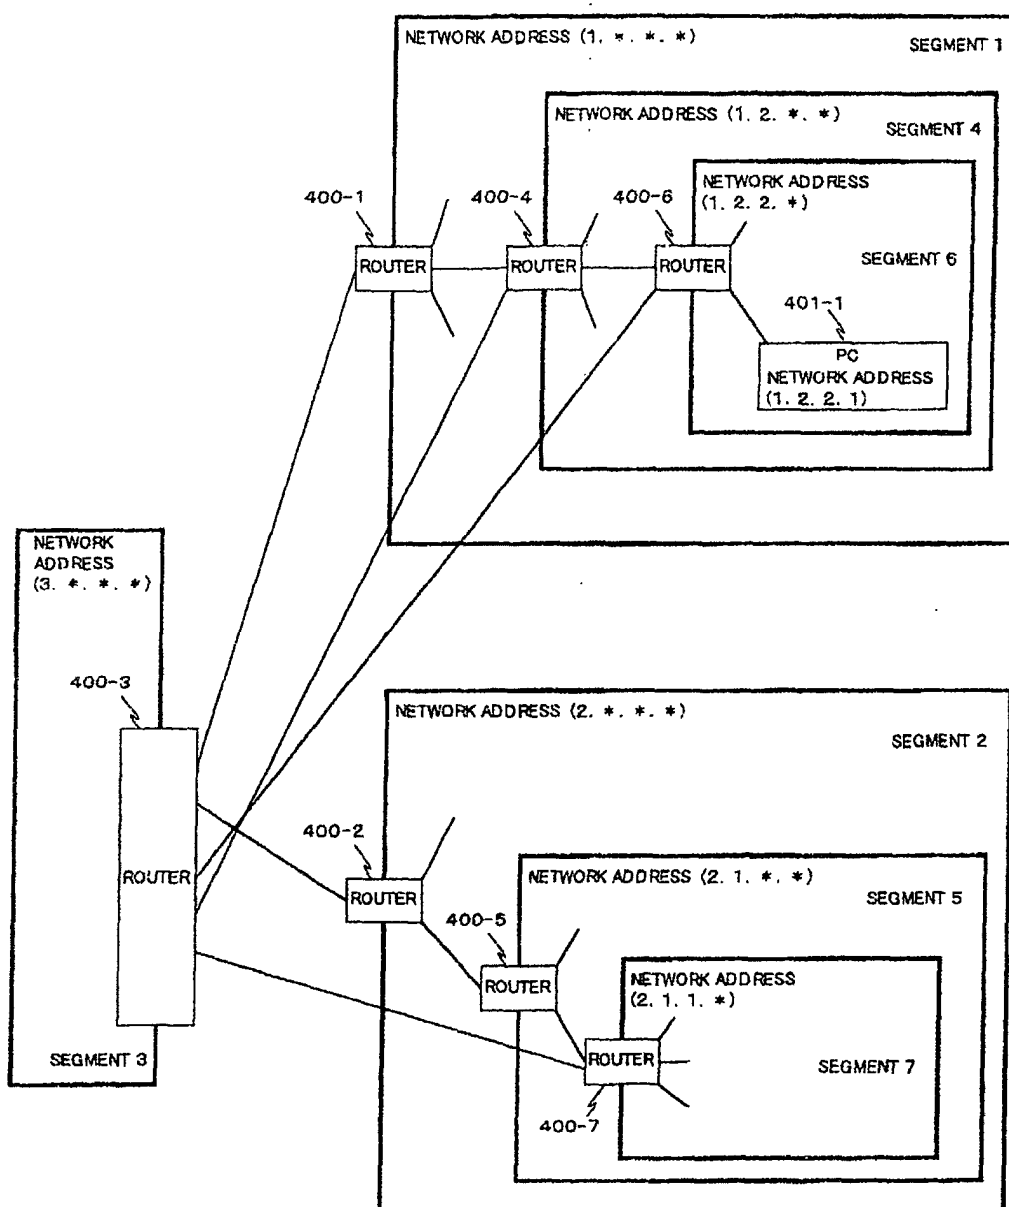 NETWORK ADDRESS (1. *. *. *)
SEGMENT 1
NETWORK ADDRESS (1. 2. *. *)
SEGMENT 4
NETWORK ADDRESS
(1. 2. 2. *)
400-1
400-4
400-6
ROUTER
ROUTER
ROUTER
SEGMENT 6
401-1
PC
NETWORK ADDRESS
(1. 2. 2. 1)
NETWORK
ADDRESS
(3. *. *. *)
400-3
ROUTER
SEGMENT 3
NETWORK ADDRESS (2. *. *. *)
SEGMENT 2
400-2
ROUTER
NETWORK ADDRESS (2. 1. *. *)
SEGMENT 5
400-5
ROUTER
NETWORK ADDRESS
(2. 1. 1. *)
ROUTER
SEGMENT 7
400-7